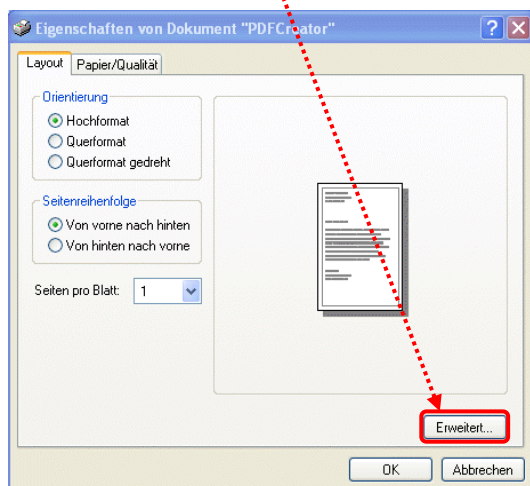 Eigenschaften von Dokument "PDFCreator"
Layout
Papier/Qualität
Orientierung
Hochformat
Querformat
Querformat gedreht
Seitenreihenfolge
Von vorne nach hinten
Von hinten nach vorne
Seiten pro Blatt: 1
Erweitert...
OK
Abbrechen